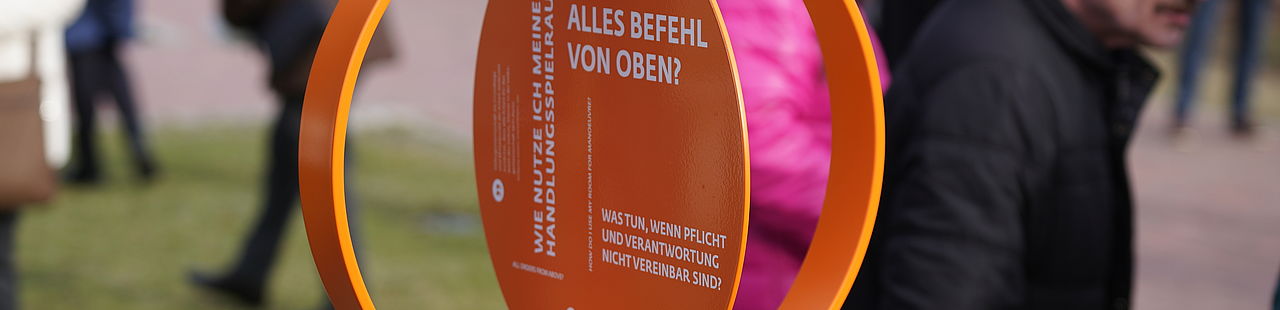 ALLES BEFEHL
VON OBEN?
WIE NUTZE ICH MEINE
HANDLUNGSSPIELRAU
HOW DO I USE MY ROOM FOR MANOEUVRE?
WAS TUN, WENN PFLICHT
UND VERANTWORTUNG
NICHT VEREINBAR SIND?
ALL ORDERS FROM ABOVE?